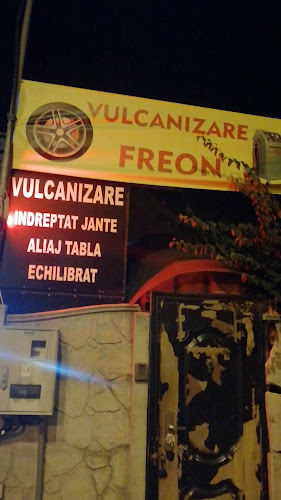 VULCANIZARE
FREON
VULCANIZARE
INDREPTAT JANTE
ALIAJ TABLA
ECHILIBRAT